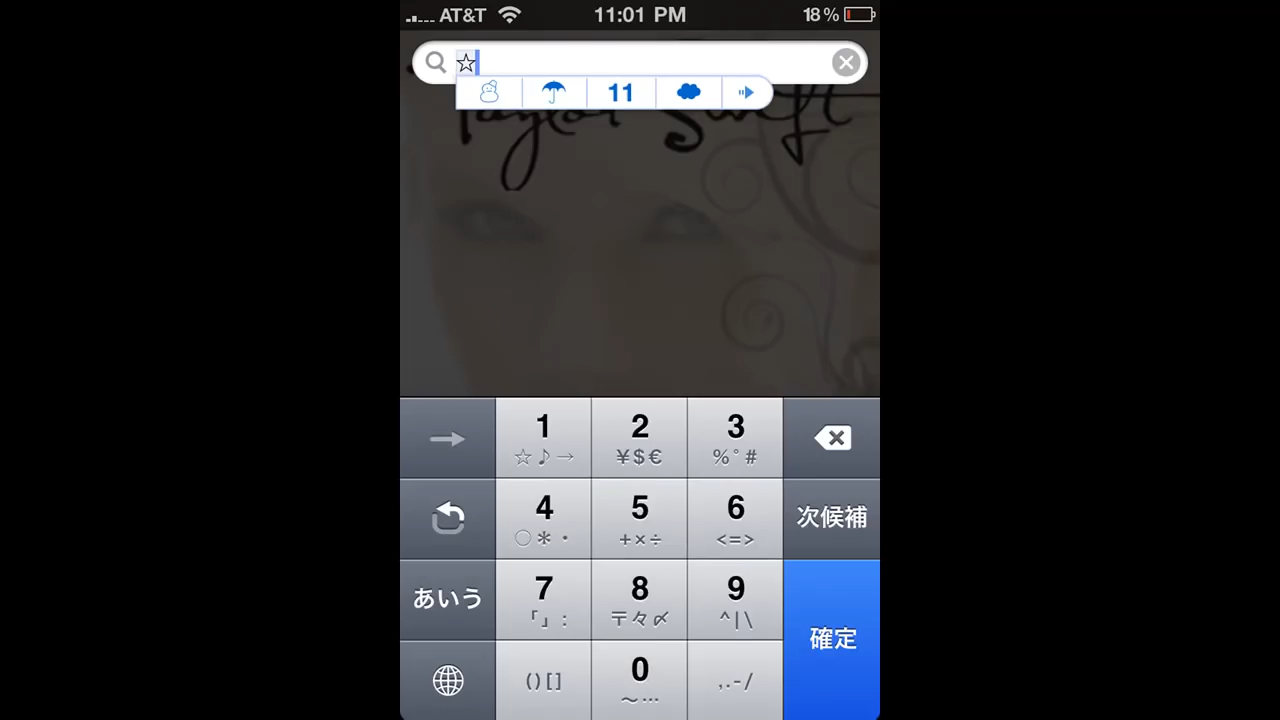 AT&T 11:01 PM 18%
☆
11
Taylor Swift
1 2 3
☆♪→ ¥$€ %°#
4 5 6 次候補
○*・ +×÷ <=>
あいう 7 8 9
「」: 〒々〆 ^|\
確定
()[] 0 ,.-/
~…